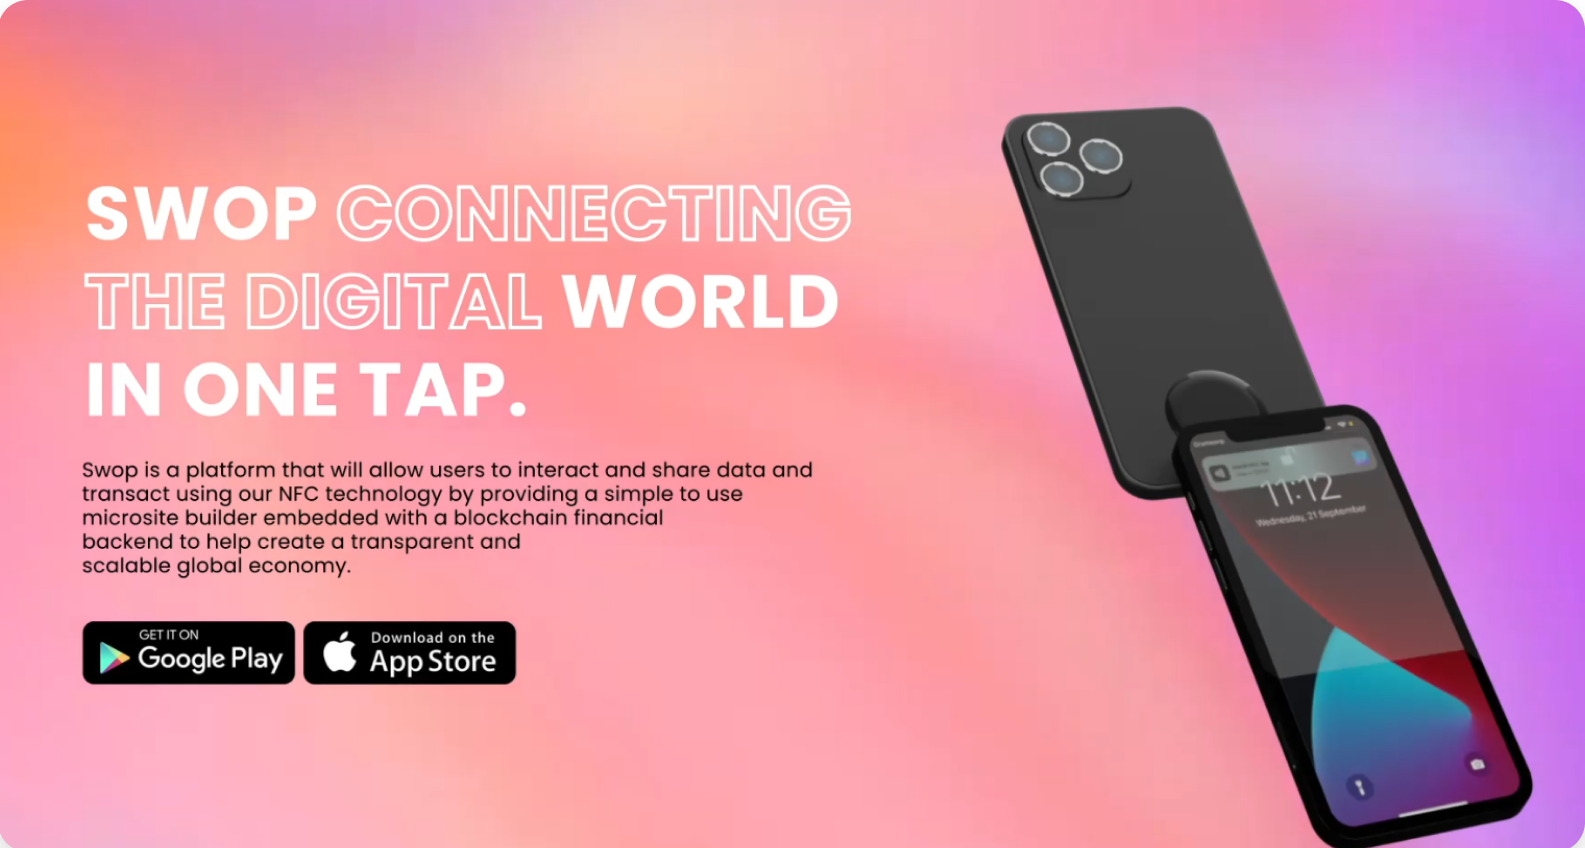 SWOP CONNECTING
THE DIGITAL WORLD
IN ONE TAP.
Swop is a platform that will allow users to interact and share data and
transact using our NFC technology by providing a simple to use
microsite builder embedded with a blockchain financial
backend to help create a transparent and
scalable global economy.
GET IT ON
Google Play
Download on the
App Store
11:12
Wednesday, 21 September